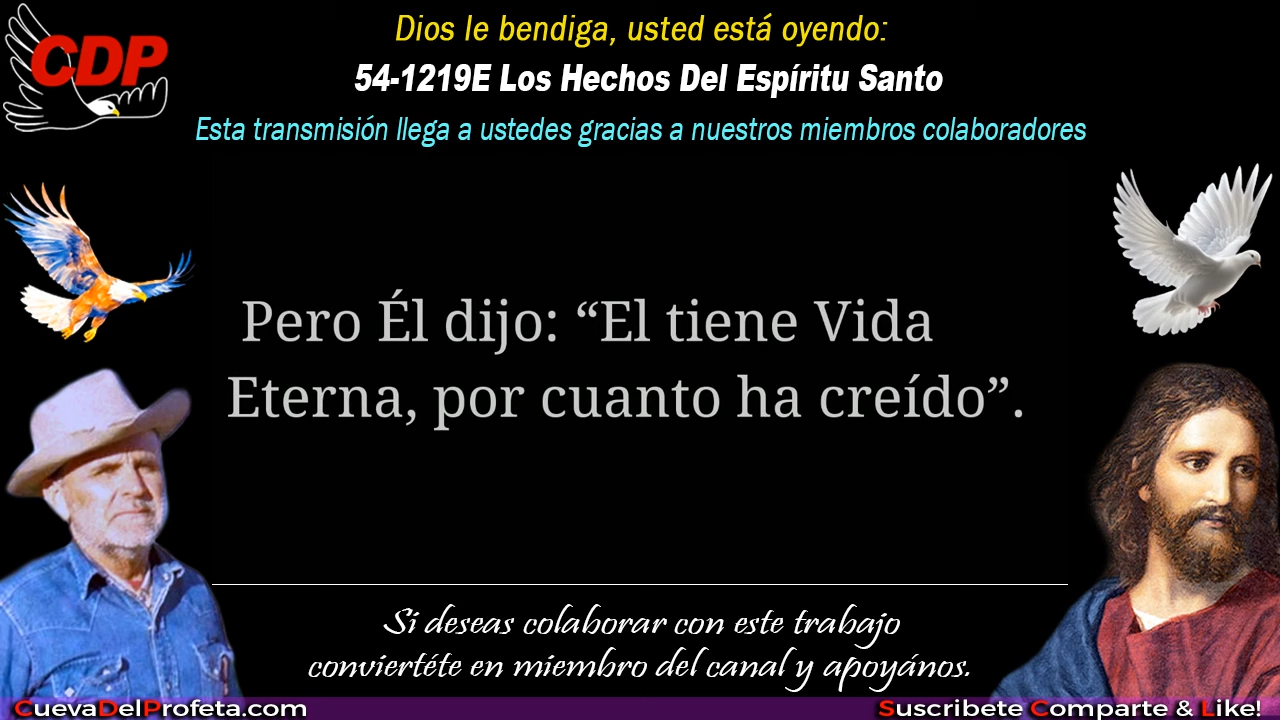 CDP
Dios le bendiga, usted está oyendo:
54-1219E Los Hechos Del Espíritu Santo
Esta transmisión llega a ustedes gracias a nuestros miembros colaboradores
Pero Él dijo: “El tiene Vida
Eterna, por cuanto ha creído”.
Si deseas colaborar con este trabajo
conviertéte en miembro del canal y apoyános.
CuevaDelProfeta.com
Suscribete Comparte & Like!